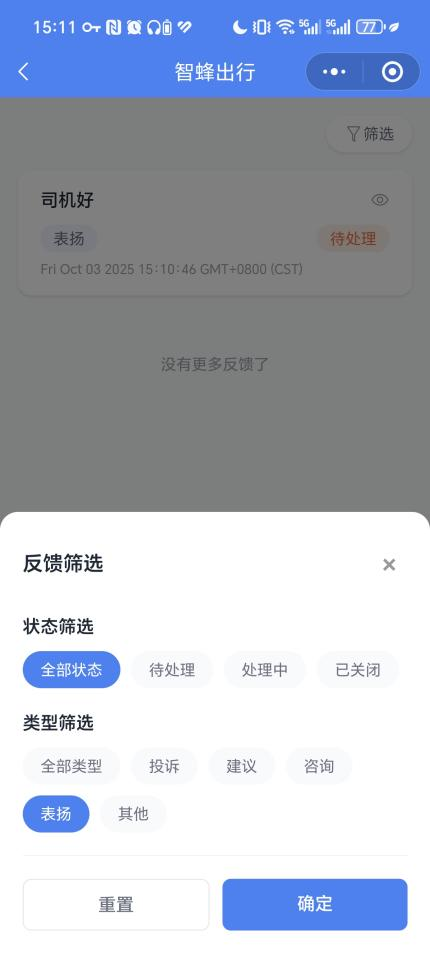 15:11 5G 5G 77
智蜂出行
筛选
司机好
表扬 待处理
Fri Oct 03 2025 15:10:46 GMT+0800 (CST)
没有更多反馈了
反馈筛选
状态筛选
全部状态 待处理 处理中 已关闭
类型筛选
全部类型 投诉 建议 咨询
表扬 其他
重置 确定